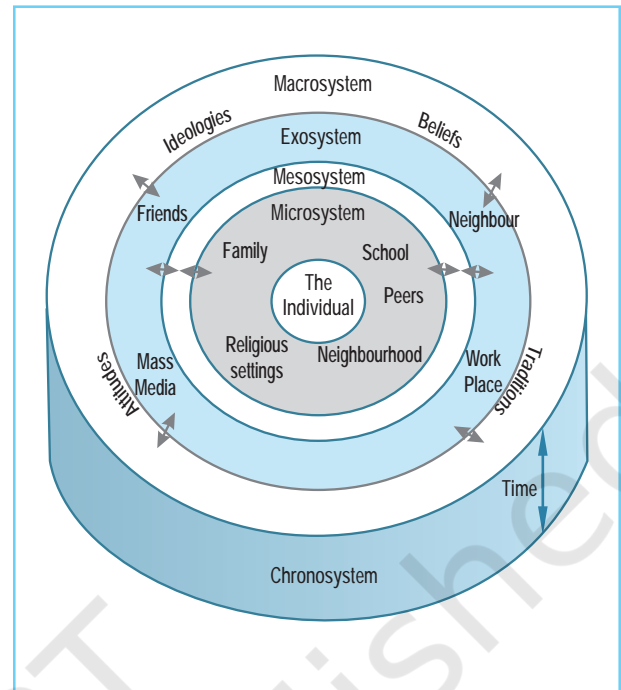 Macrosystem
Ideologies
Beliefs
Exosystem
Mesosystem
Microsystem
Friends
Neighbour
Family
School
The
Individual
Peers
Religious
settings
Neighbourhood
Mass
Media
Work
Place
Attitudes
Traditions
Time
Chronosystem